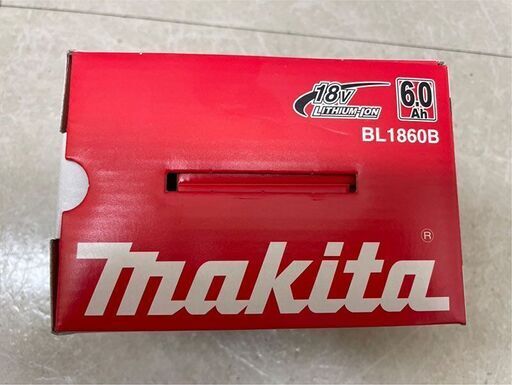 18V
LITHIUM-ION
6.0
Ah
BL1860B
makita®